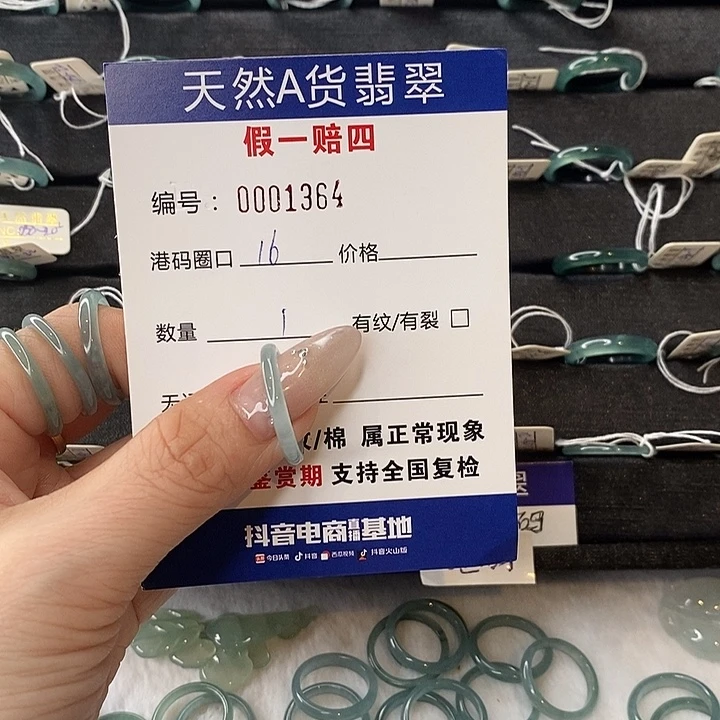 天然A货翡翠
假一赔四
编号：0001364
港码圈口 16 价格
数量 1 有纹/有裂 □
无
/棉 属正常现象
鉴赏期 支持全国复检
抖音电商直播基地
今日头条 抖音 西瓜视频 抖音火山版